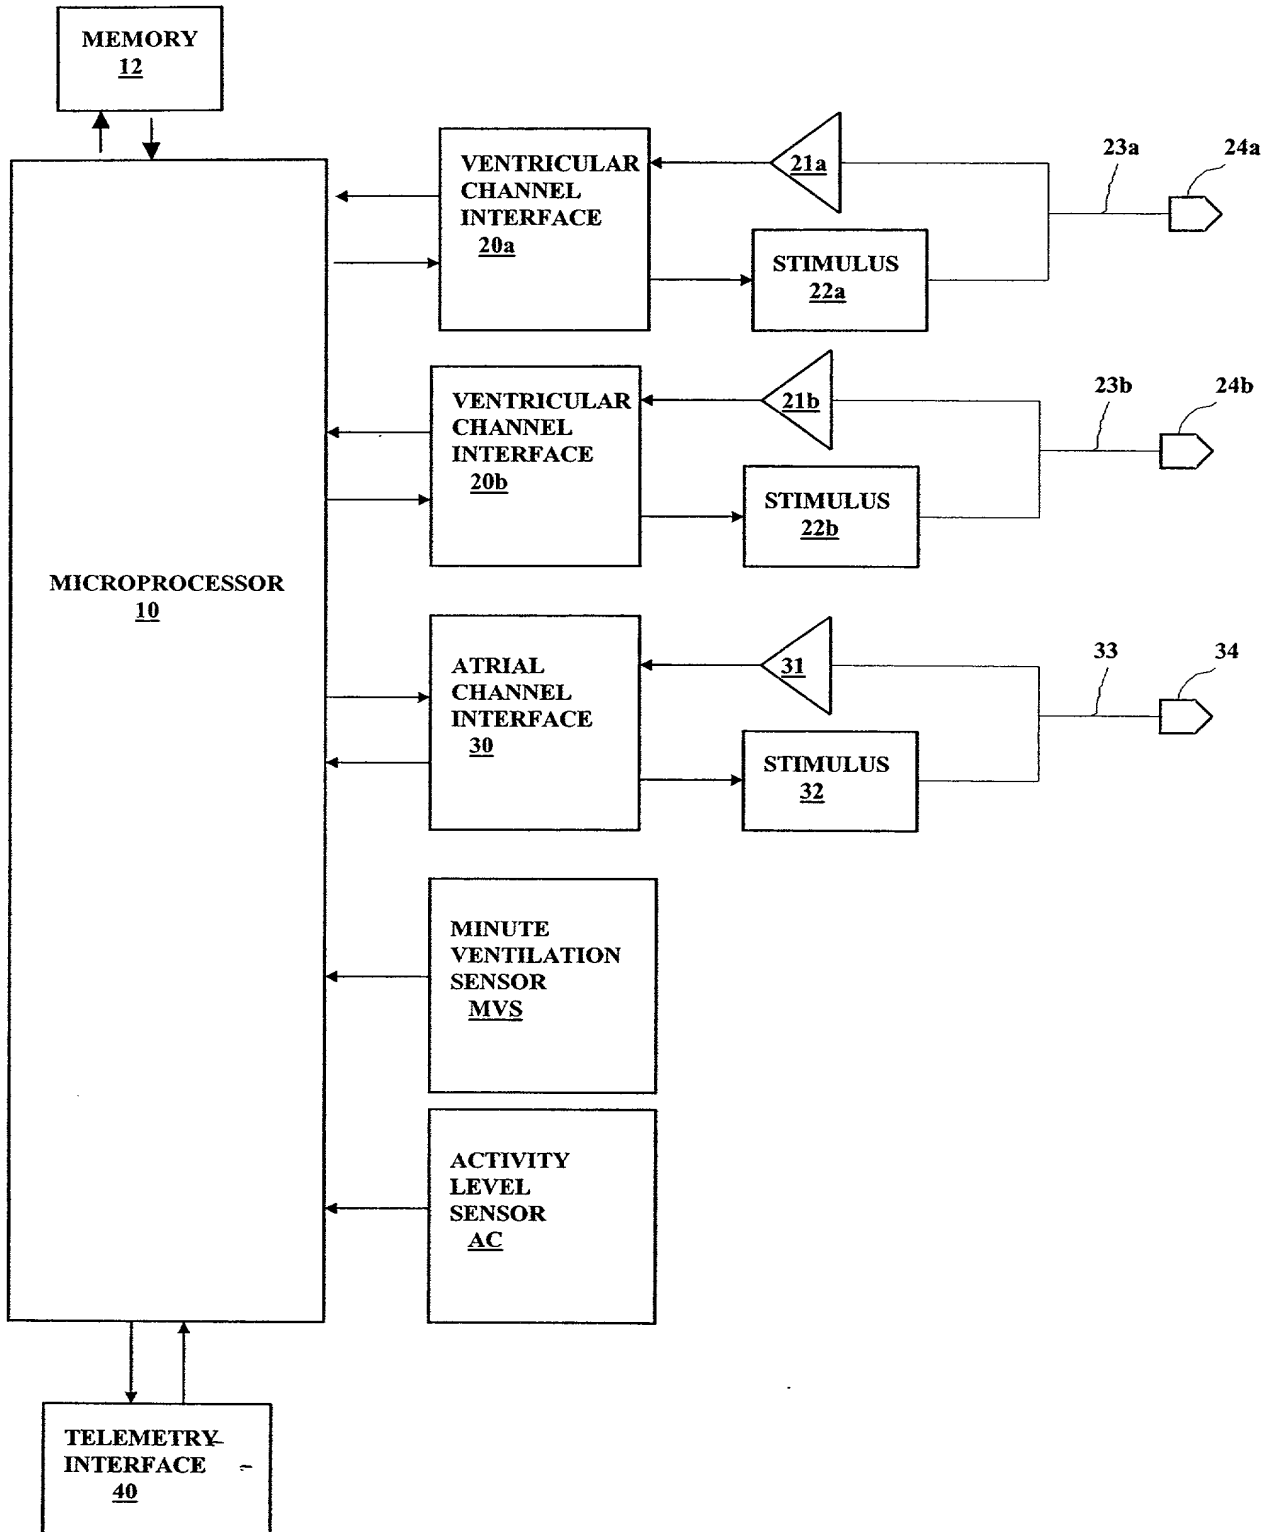 MEMORY
12
VENTRICULAR
CHANNEL
INTERFACE
20a
21a
STIMULUS
22a
23a
24a
VENTRICULAR
CHANNEL
INTERFACE
20b
21b
STIMULUS
22b
23b
24b
MICROPROCESSOR
10
ATRIAL
CHANNEL
INTERFACE
30
31
STIMULUS
32
33
34
MINUTE
VENTILATION
SENSOR
MVS
ACTIVITY
LEVEL
SENSOR
AC
TELEMETRY
INTERFACE
40